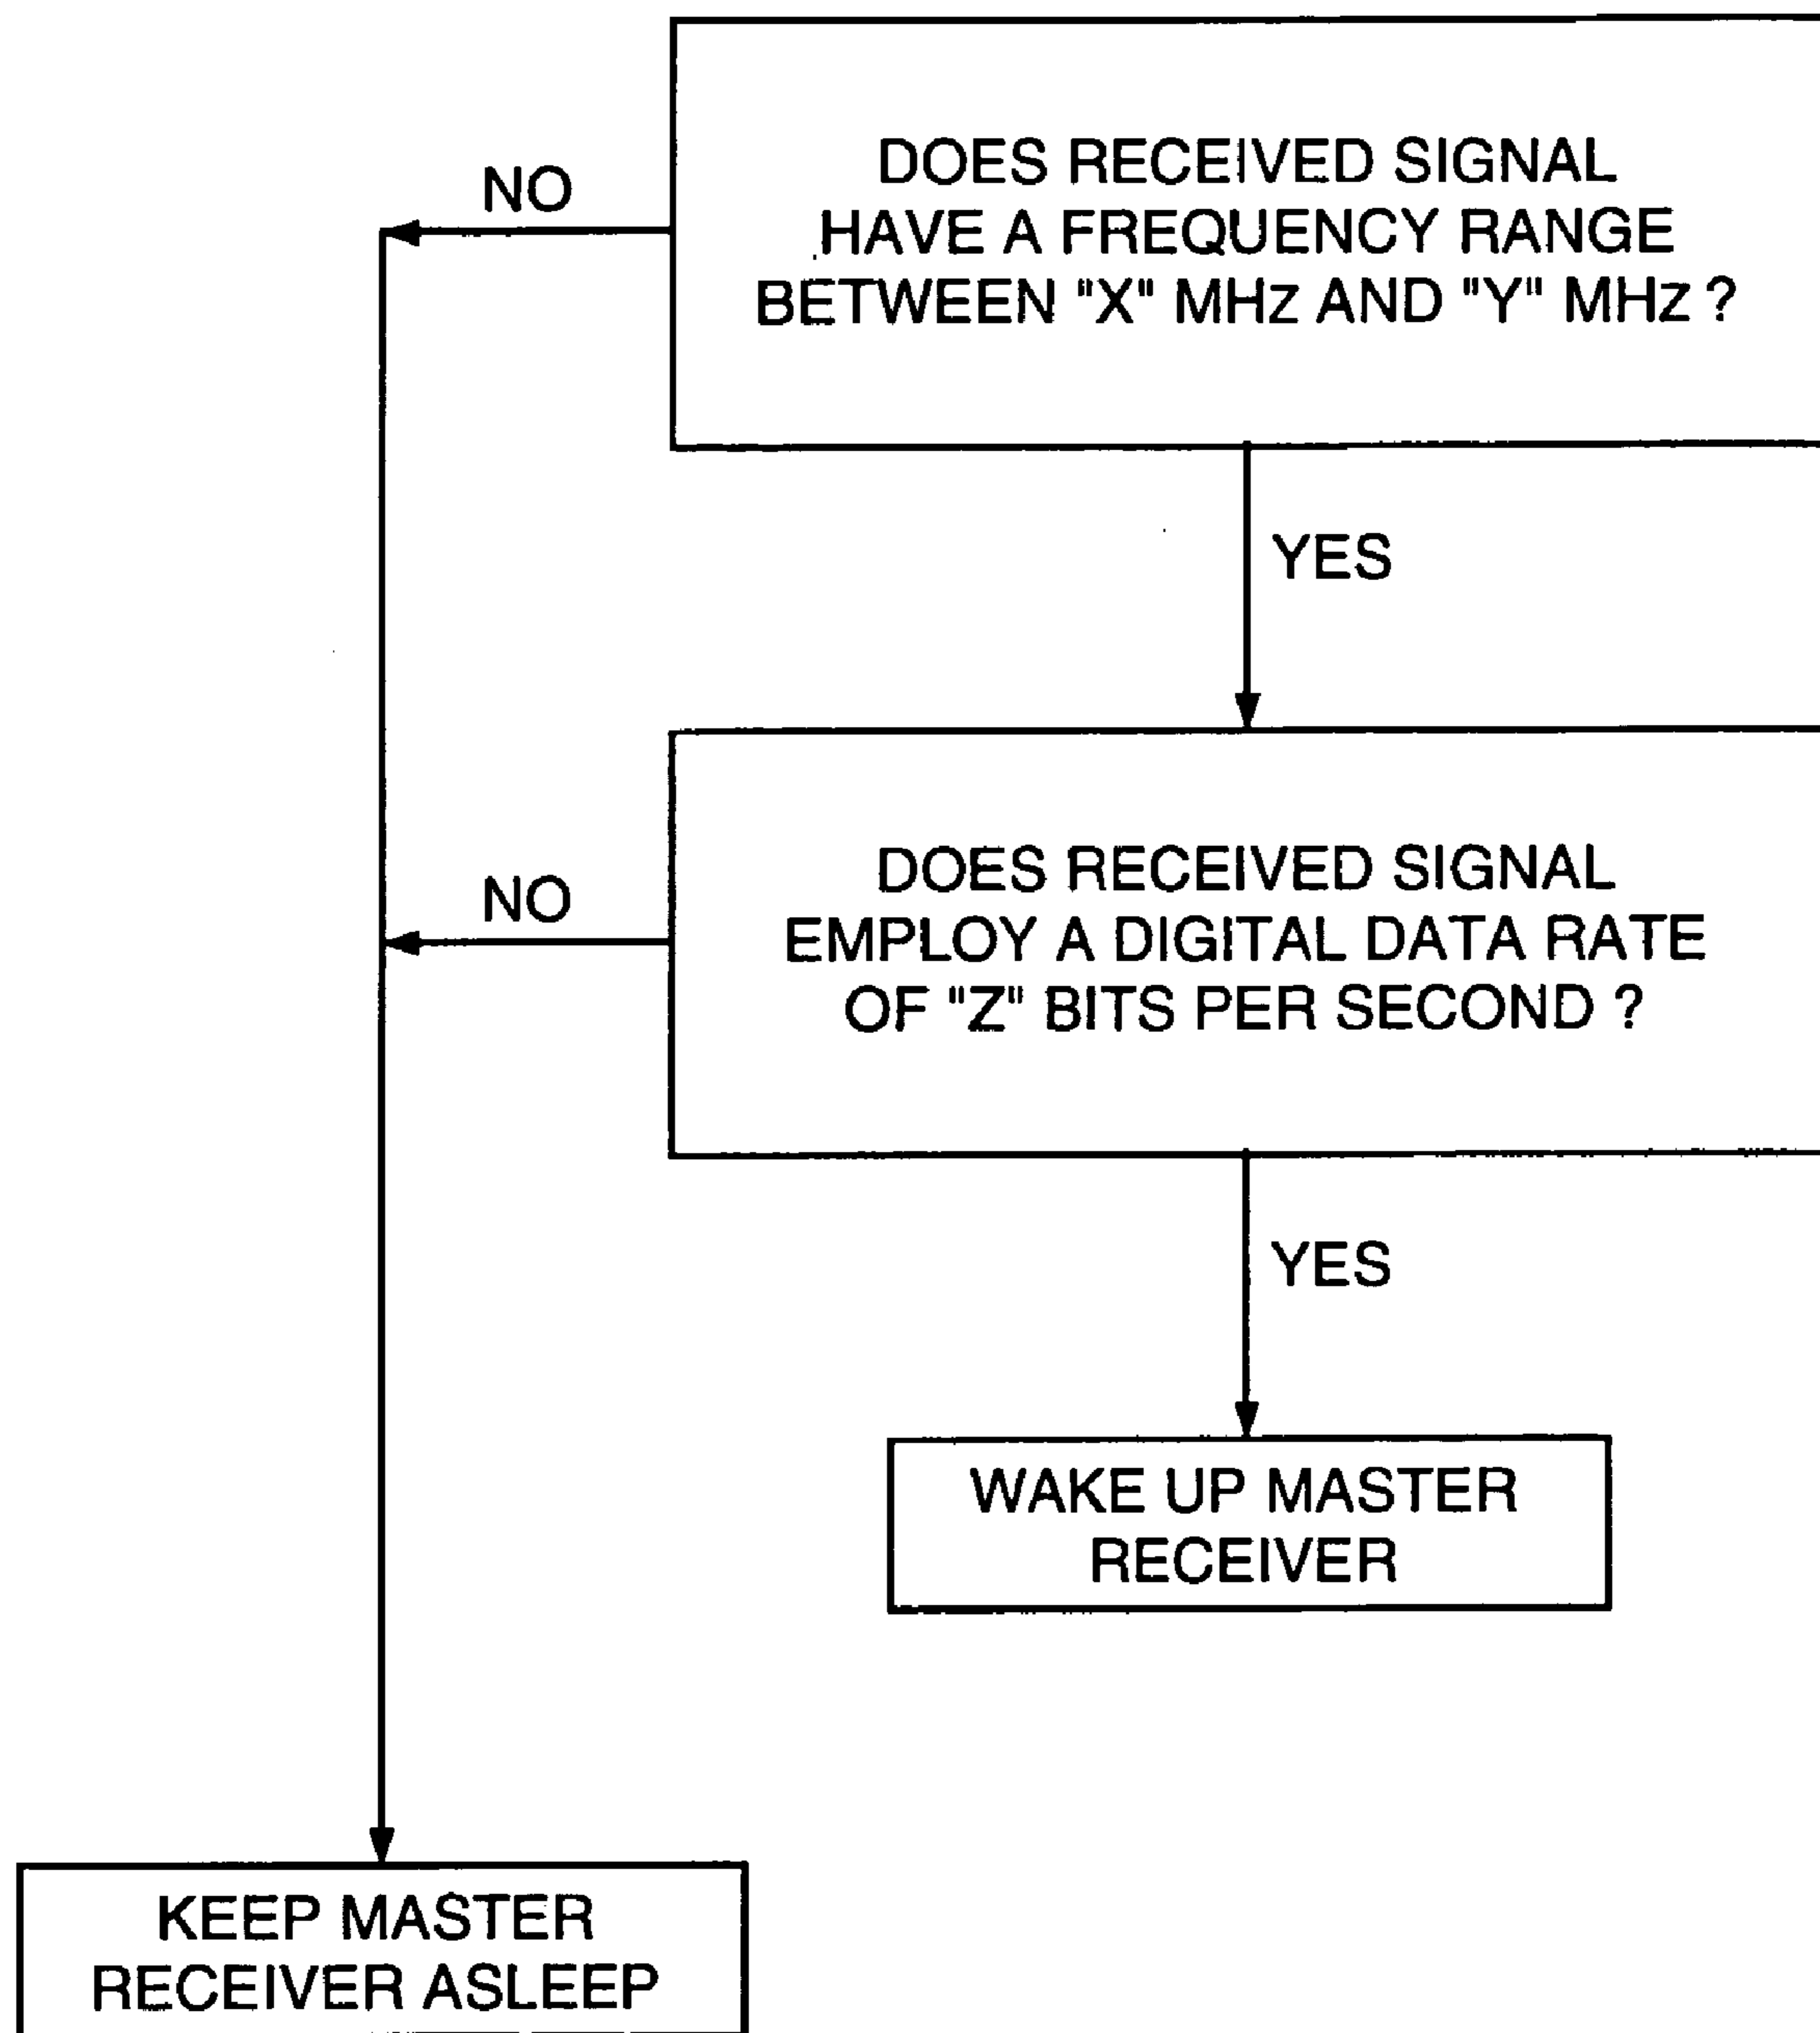 DOES RECEIVED SIGNAL
HAVE A FREQUENCY RANGE
BETWEEN "X" MHz AND "Y" MHz ?
NO
YES
DOES RECEIVED SIGNAL
EMPLOY A DIGITAL DATA RATE
OF "Z" BITS PER SECOND ?
NO
YES
WAKE UP MASTER
RECEIVER
KEEP MASTER
RECEIVER ASLEEP